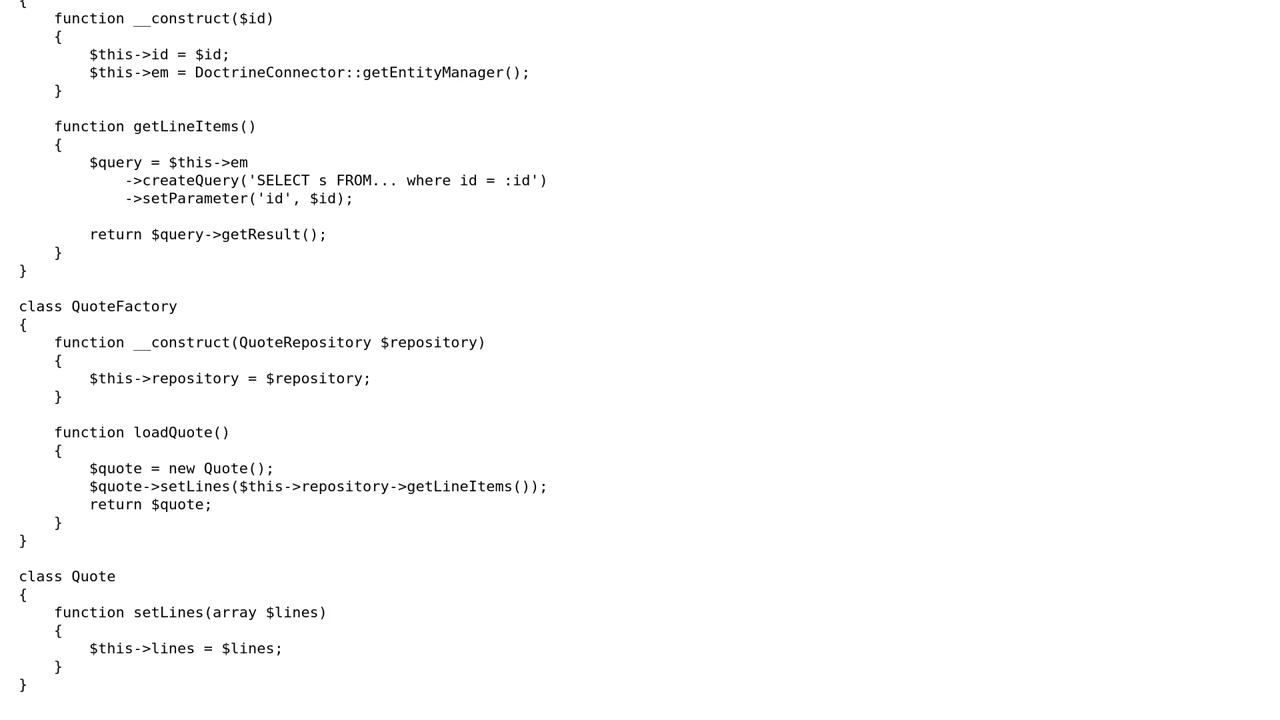 {
    function __construct($id)
    {
        $this->id = $id;
        $this->em = DoctrineConnector::getEntityManager();
    }

    function getLineItems()
    {
        $query = $this->em
            ->createQuery('SELECT s FROM... where id = :id')
            ->setParameter('id', $id);

        return $query->getResult();
    }
}

class QuoteFactory
{
    function __construct(QuoteRepository $repository)
    {
        $this->repository = $repository;
    }

    function loadQuote()
    {
        $quote = new Quote();
        $quote->setLines($this->repository->getLineItems());
        return $quote;
    }
}

class Quote
{
    function setLines(array $lines)
    {
        $this->lines = $lines;
    }
}